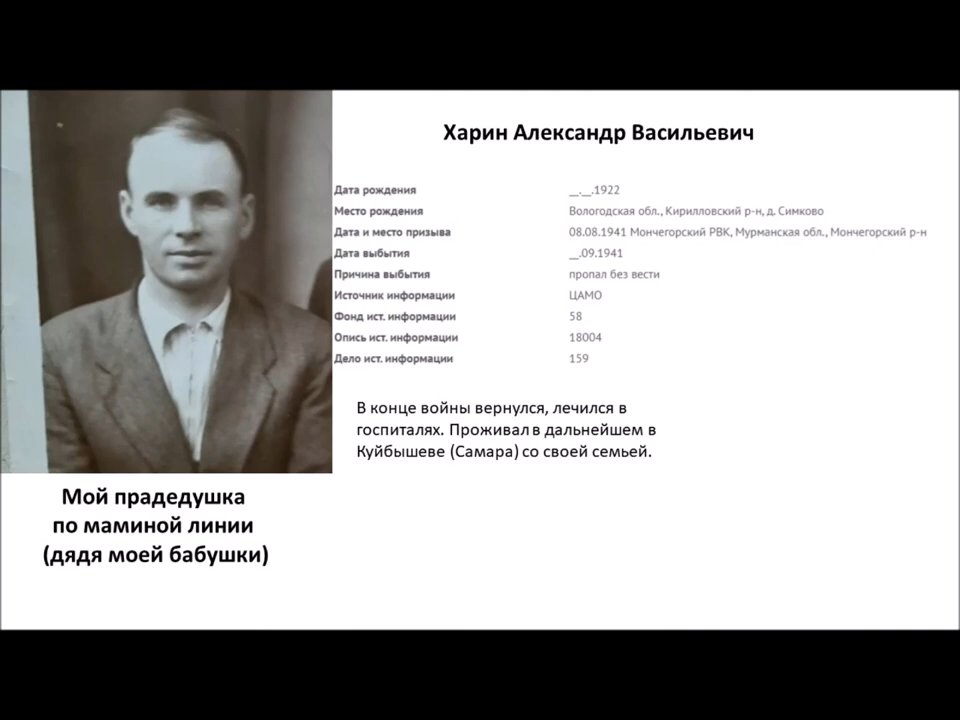 Харин Александр Васильевич
Дата рождения __.__.1922
Место рождения Вологодская обл., Кирилловский р-н, д. Симково
Дата и место призыва 08.08.1941 Мончегорский РВК, Мурманская обл., Мончегорский р-н
Дата выбытия __.09.1941
Причина выбытия пропал без вести
Источник информации ЦАМО
Фонд ист. информации 58
Опись ист. информации 18004
Дело ист. информации 159
В конце войны вернулся, лечился в
госпиталях. Проживал в дальнейшем в
Куйбышеве (Самара) со своей семьей.
Мой прадедушка
по маминой линии
(дядя моей бабушки)